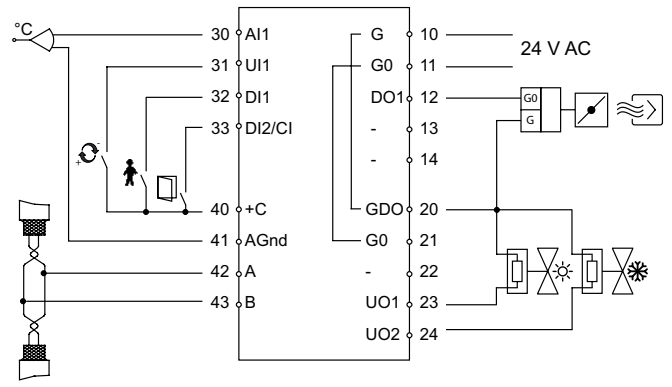 °C
30 AI1
G 10
24 V AC
31 UI1
G0 11
32 DI1
DO1 12
G0
G
33 DI2/CI
- 13
- 14
- +
40 +C
GDO 20
41 AGnd
G0 21
42 A
- 22
43 B
UO1 23
UO2 24